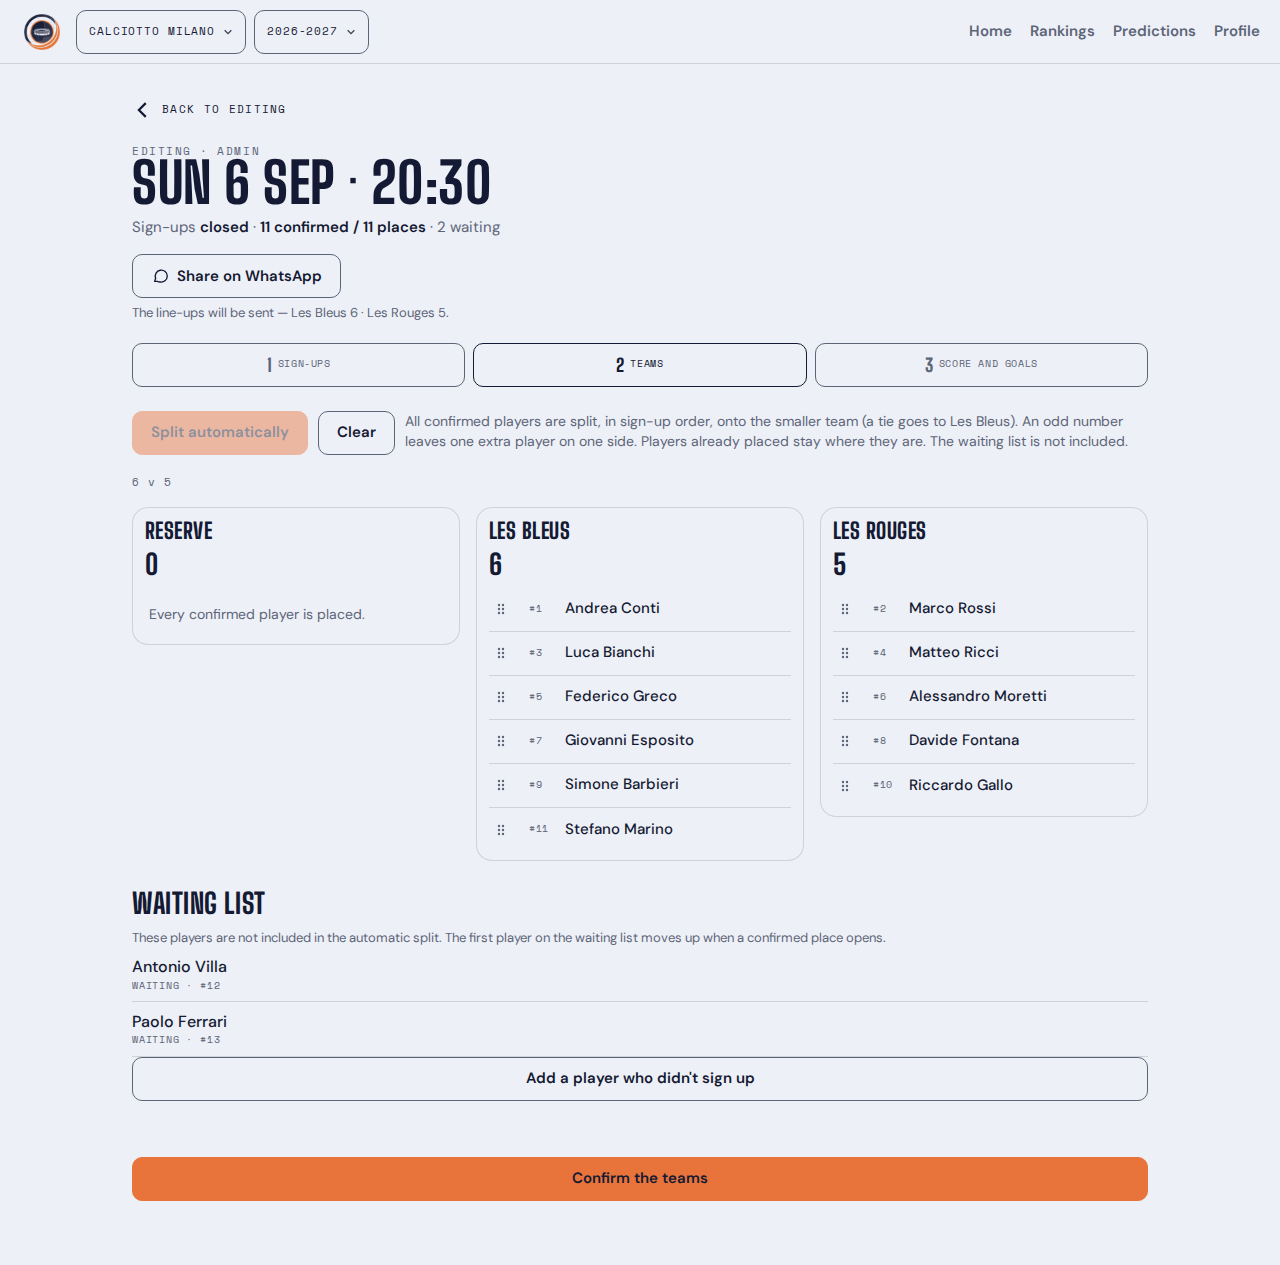 CALCIOTTO MILANO
2026-2027
Home
Rankings
Predictions
Profile
BACK TO EDITING
EDITING · ADMIN
SUN 6 SEP · 20:30
Sign-ups closed · 11 confirmed / 11 places · 2 waiting
Share on WhatsApp
The line-ups will be sent — Les Bleus 6 · Les Rouges 5.
1 SIGN-UPS
2 TEAMS
3 SCORE AND GOALS
Split automatically
Clear
All confirmed players are split, in sign-up order, onto the smaller team (a tie goes to Les Bleus). An odd number
leaves one extra player on one side. Players already placed stay where they are. The waiting list is not included.
6 v 5
RESERVE
0
Every confirmed player is placed.
LES BLEUS
6
#1 Andrea Conti
#3 Luca Bianchi
#5 Federico Greco
#7 Giovanni Esposito
#9 Simone Barbieri
#11 Stefano Marino
LES ROUGES
5
#2 Marco Rossi
#4 Matteo Ricci
#6 Alessandro Moretti
#8 Davide Fontana
#10 Riccardo Gallo
WAITING LIST
These players are not included in the automatic split. The first player on the waiting list moves up when a confirmed place opens.
Antonio Villa
WAITING · #12
Paolo Ferrari
WAITING · #13
Add a player who didn't sign up
Confirm the teams